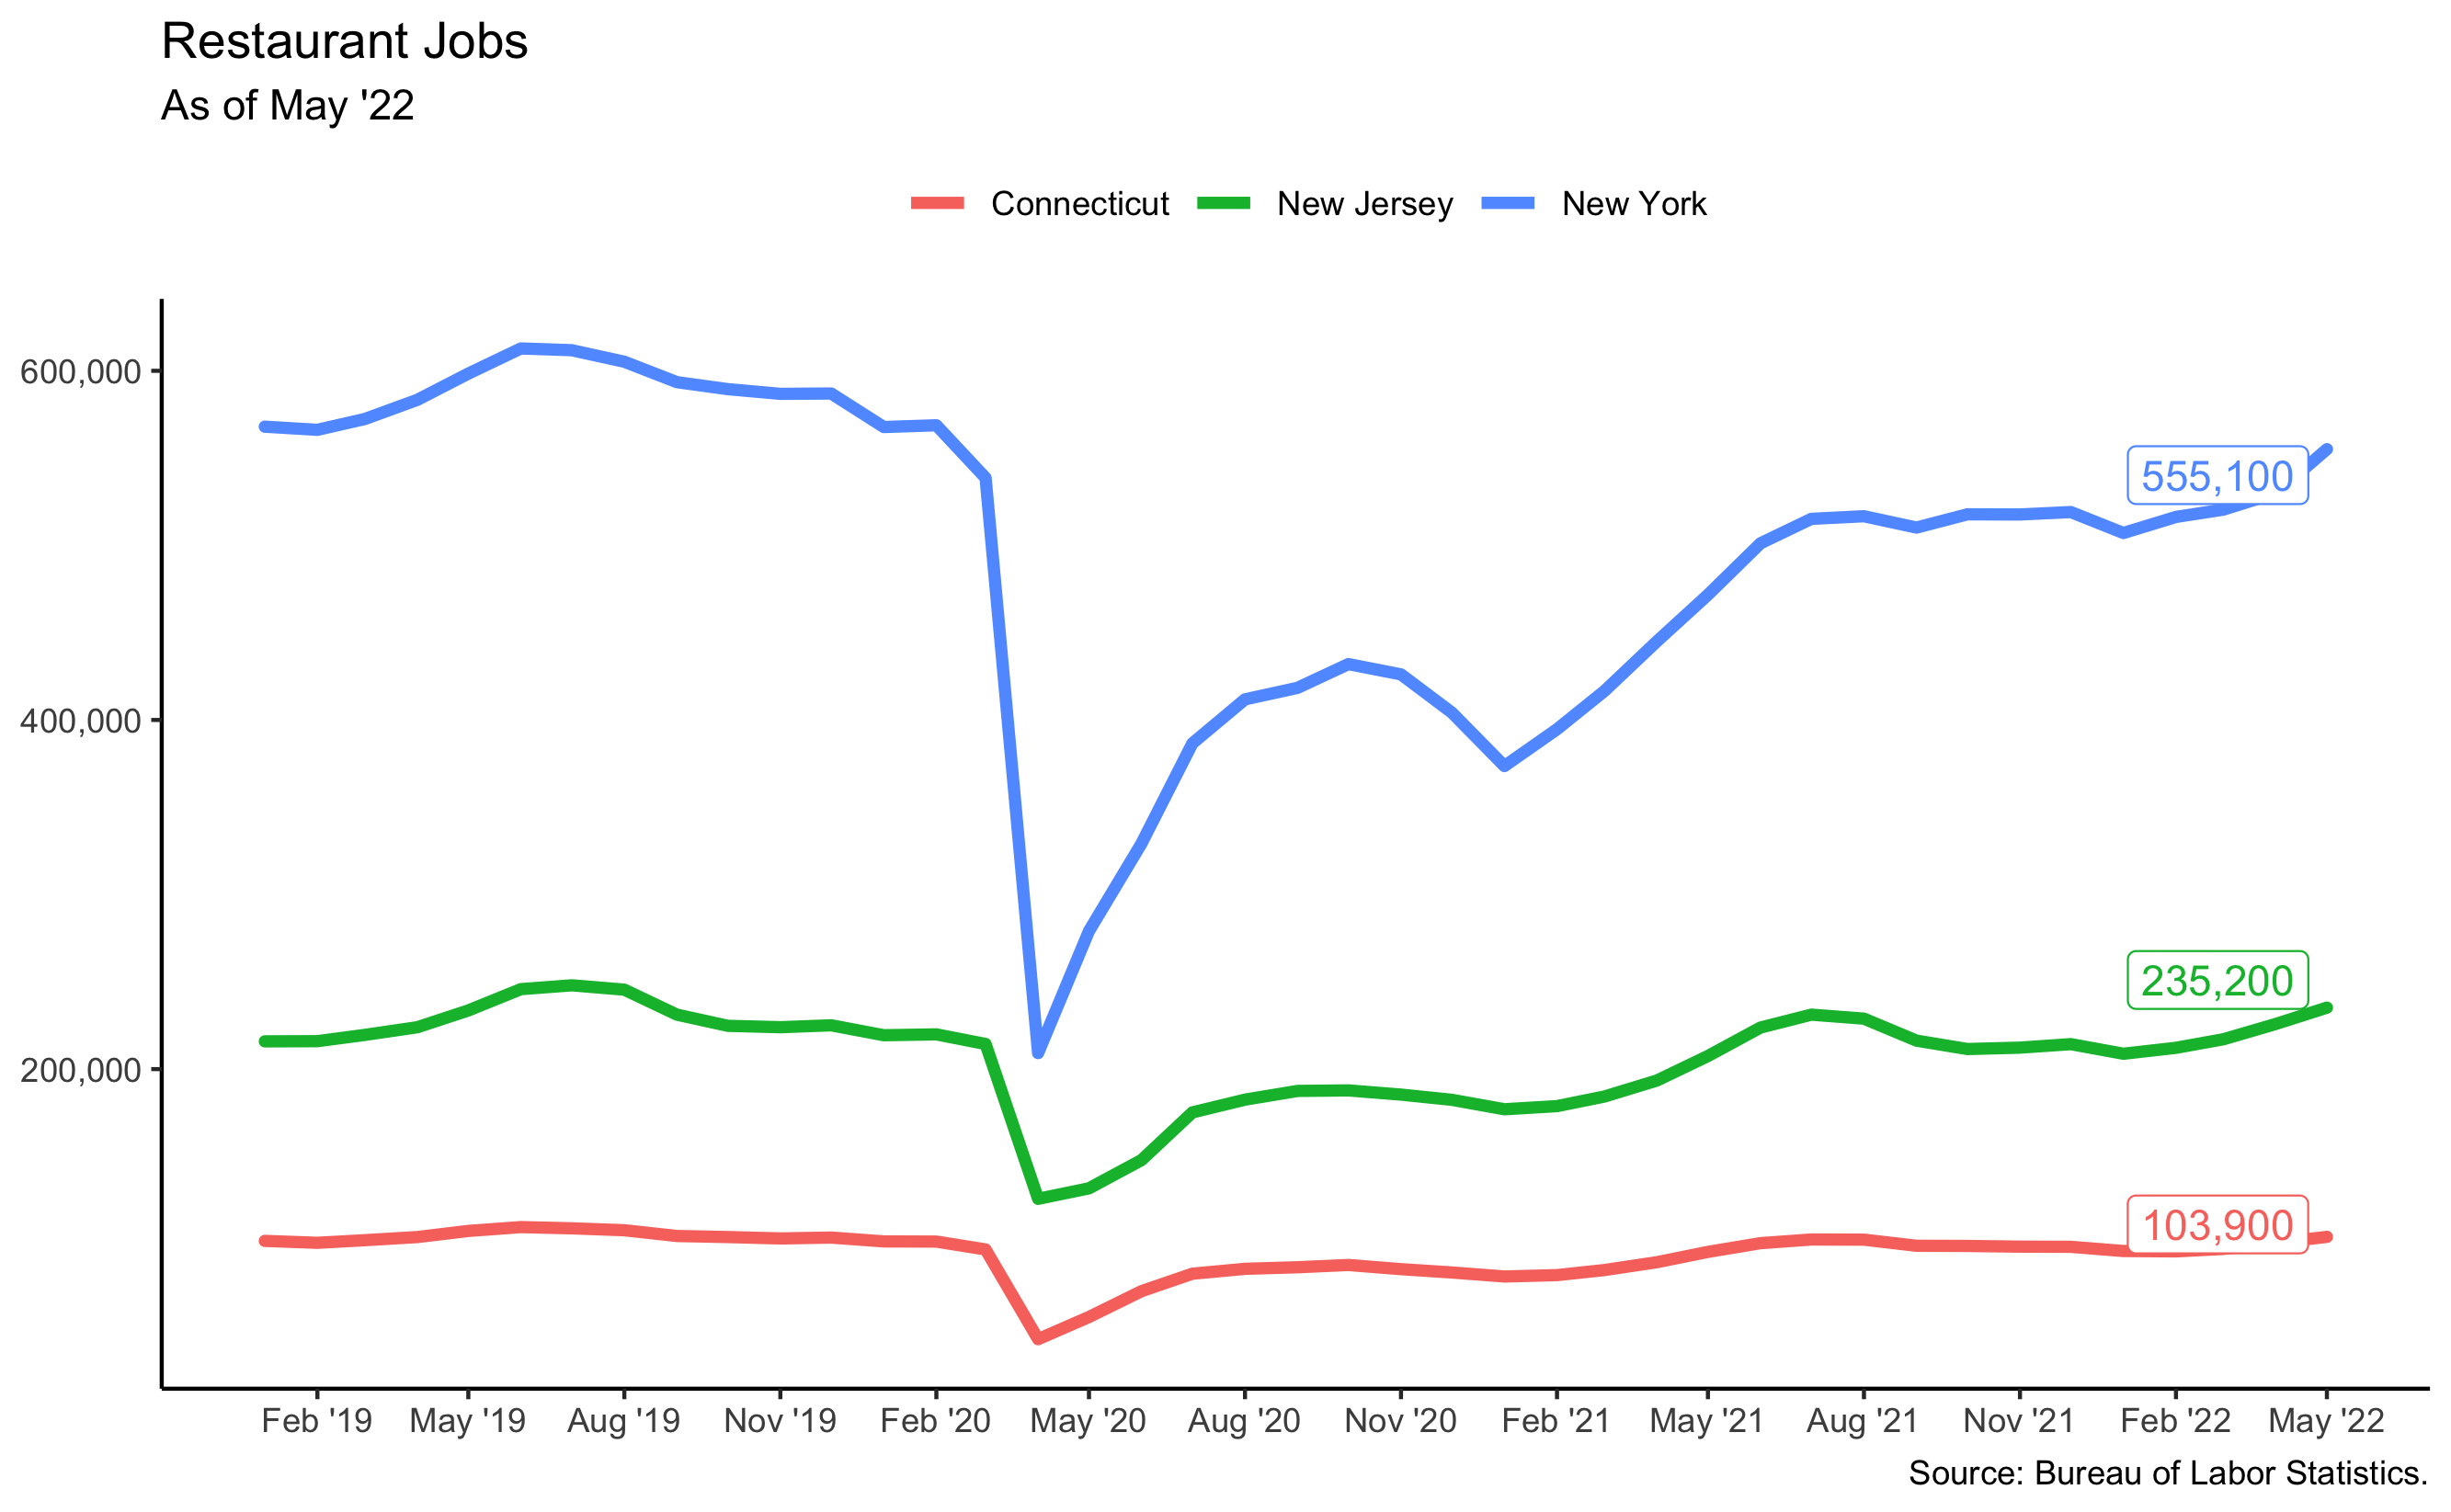 Restaurant Jobs
As of May '22
Connecticut New Jersey New York
600,000
400,000
200,000
555,100
235,200
103,900
Feb '19 May '19 Aug '19 Nov '19 Feb '20 May '20 Aug '20 Nov '20 Feb '21 May '21 Aug '21 Nov '21 Feb '22 May '22
Source: Bureau of Labor Statistics.